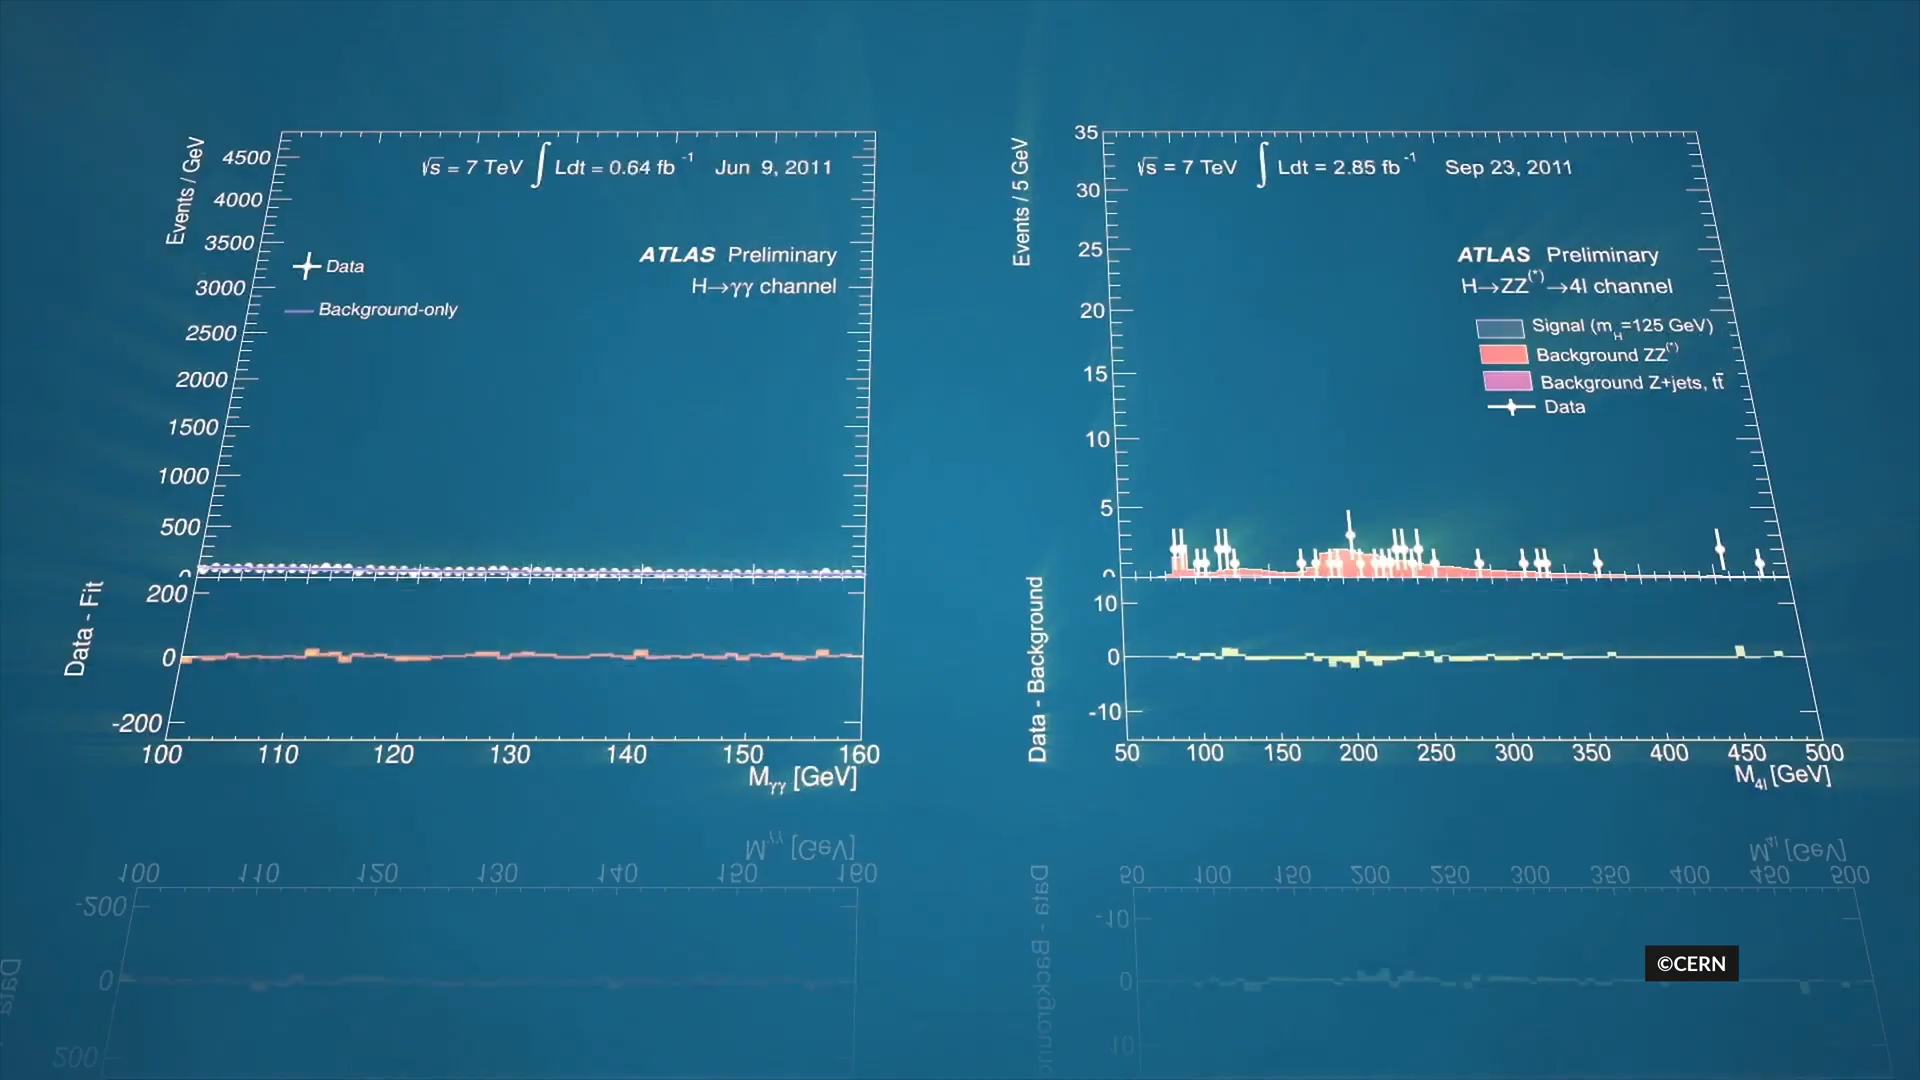 Events / GeV
4500
4000
3500
3000
2500
2000
1500
1000
500
0
√s = 7 TeV ∫ Ldt = 0.64 fb⁻¹ Jun 9, 2011
ATLAS Preliminary
H→γγ channel
Data
Background-only
Data - Fit
200
0
-200
100 110 120 130 140 150 160
Mγγ [GeV]
Events / 5 GeV
35
30
25
20
15
10
5
0
√s = 7 TeV ∫ Ldt = 2.85 fb⁻¹ Sep 23, 2011
ATLAS Preliminary
H→ZZ(*)→4l channel
Signal (mH=125 GeV)
Background ZZ(*)
Background Z+jets, tt̄
Data
Data - Background
10
0
-10
50 100 150 200 250 300 350 400 450 500
M4l [GeV]
©CERN